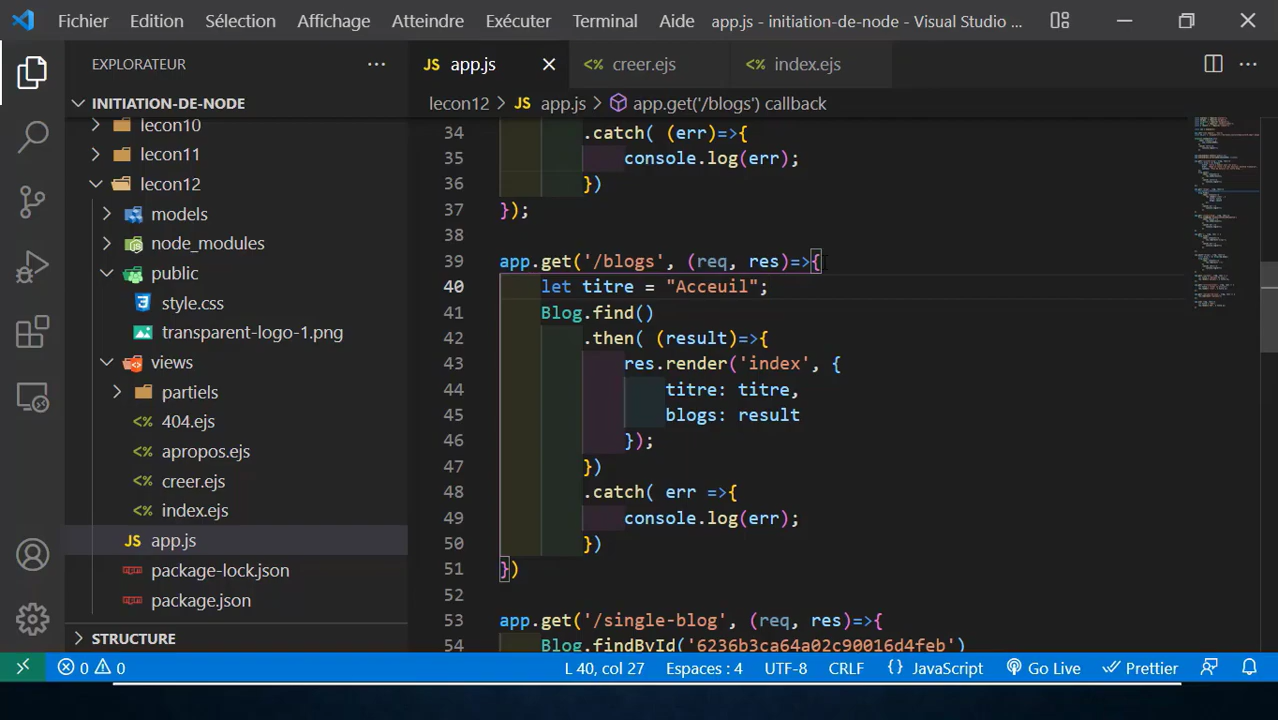 Fichier Edition Sélection Affichage Atteindre Exécuter Terminal Aide app.js - initiation-de-node - Visual Studio ...
EXPLORATEUR
INITIATION-DE-NODE
lecon10
lecon11
lecon12
models
node_modules
public
style.css
transparent-logo-1.png
views
partiels
<%> 404.ejs
<%> apropos.ejs
<%> creer.ejs
<%> index.ejs
JS app.js
package-lock.json
package.json
STRUCTURE
JS app.js <%> creer.ejs <%> index.ejs
lecon12 > JS app.js > app.get('/blogs') callback
34 .catch( (err)=>{
35 console.log(err);
36 })
37 });
38
39 app.get('/blogs', (req, res)=>{
40 let titre = "Acceuil";
41 Blog.find()
42 .then( (result)=>{
43 res.render('index', {
44 titre: titre,
45 blogs: result
46 });
47 })
48 .catch( err =>{
49 console.log(err);
50 })
51 })
52
53 app.get('/single-blog', (req, res)=>{
54 Blog.findById('6236b3ca64a02c90016d4feb')
0 0 L 40, col 27 Espaces : 4 UTF-8 CRLF {} JavaScript Go Live Prettier